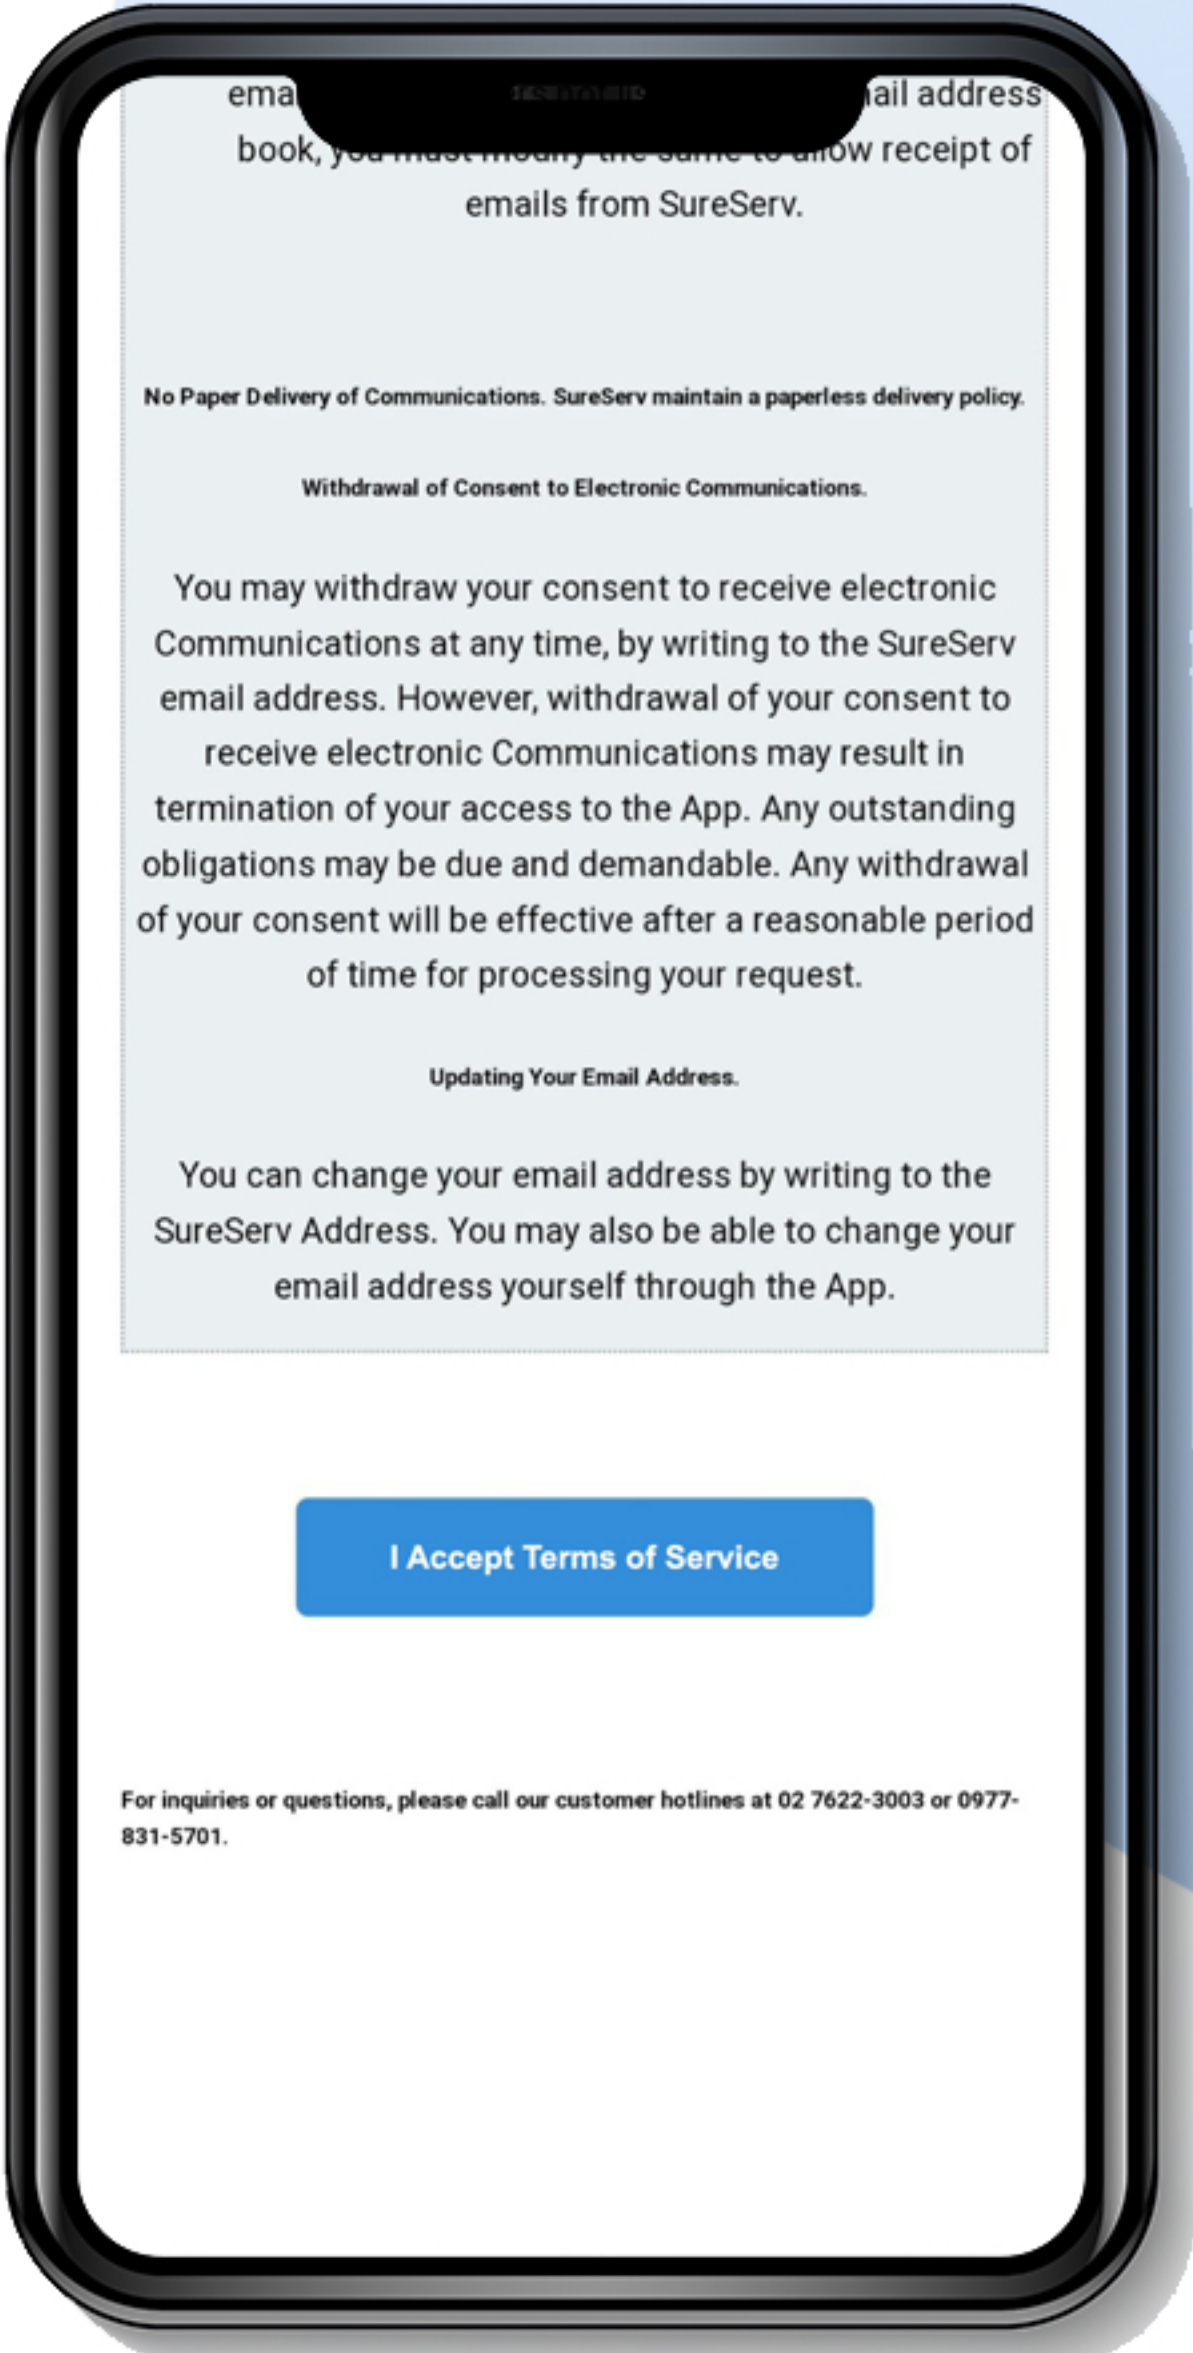 ail address
book, you must modify the same to allow receipt of
emails from SureServ.
No Paper Delivery of Communications. SureServ maintain a paperless delivery policy.
Withdrawal of Consent to Electronic Communications.
You may withdraw your consent to receive electronic
Communications at any time, by writing to the SureServ
email address. However, withdrawal of your consent to
receive electronic Communications may result in
termination of your access to the App. Any outstanding
obligations may be due and demandable. Any withdrawal
of your consent will be effective after a reasonable period
of time for processing your request.
Updating Your Email Address.
You can change your email address by writing to the
SureServ Address. You may also be able to change your
email address yourself through the App.
I Accept Terms of Service
For inquiries or questions, please call our customer hotlines at 02 7622-3003 or 0977-
831-5701.